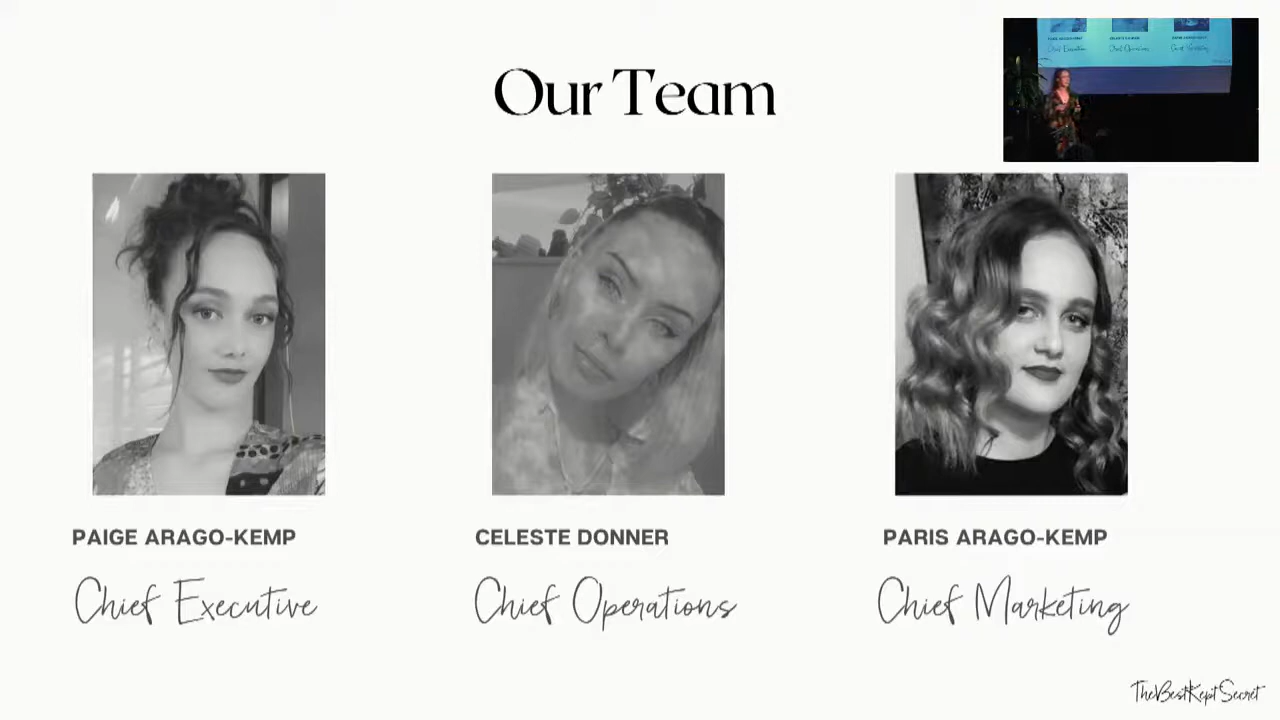 Our Team
PAIGE ARAGO-KEMP
Chief Executive
CELESTE DONNER
Chief Operations
PARIS ARAGO-KEMP
Chief Marketing
TheBestKeptSecret